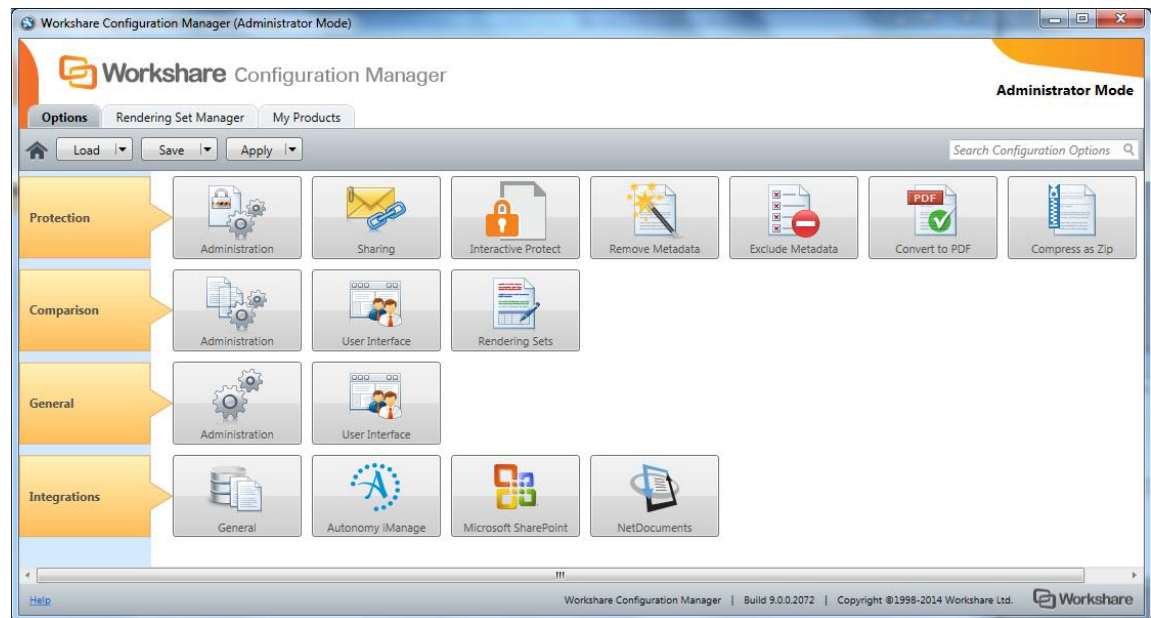 Workshare Configuration Manager (Administrator Mode)
Workshare Configuration Manager
Administrator Mode
Options Rendering Set Manager My Products
Load Save Apply Search Configuration Options
Protection
Administration Sharing Interactive Protect Remove Metadata Exclude Metadata Convert to PDF Compress as Zip
PDF
Comparison
Administration User Interface Rendering Sets
General
Administration User Interface
Integrations
General Autonomy iManage Microsoft SharePoint NetDocuments
Help Workshare Configuration Manager | Build 9.0.0.2072 | Copyright ©1998-2014 Workshare Ltd. Workshare